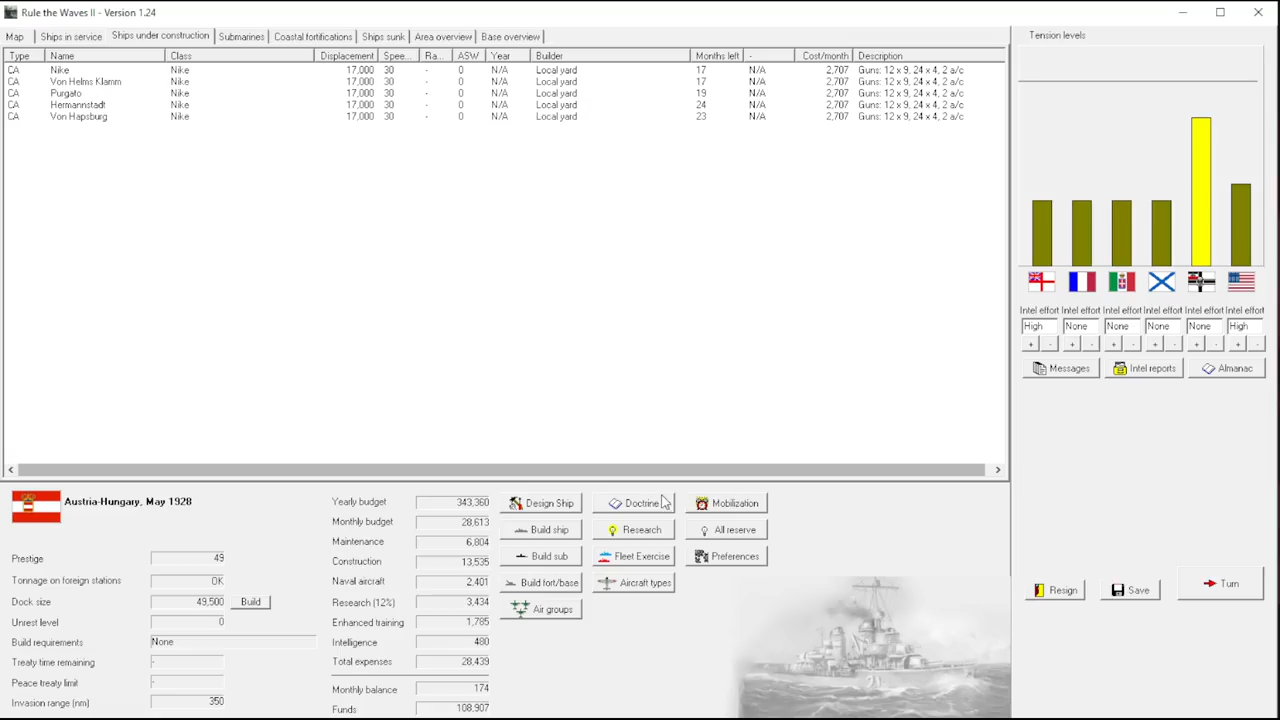 Rule the Waves II - Version 1.24
Map Ships in service Ships under construction Submarines Coastal fortifications Ships sunk Area overview Base overview
Type Name Class Displacement Spee... Ra... ASW Year Builder Months left - Cost/month Description
CA Nike Nike 17,000 30 - 0 N/A Local yard 17 N/A 2,707 Guns: 12 x 9, 24 x 4, 2 a/c
CA Von Helms Klamm Nike 17,000 30 - 0 N/A Local yard 17 N/A 2,707 Guns: 12 x 9, 24 x 4, 2 a/c
CA Purgato Nike 17,000 30 - 0 N/A Local yard 19 N/A 2,707 Guns: 12 x 9, 24 x 4, 2 a/c
CA Hermannstadt Nike 17,000 30 - 0 N/A Local yard 24 N/A 2,707 Guns: 12 x 9, 24 x 4, 2 a/c
CA Von Hapsburg Nike 17,000 30 - 0 N/A Local yard 23 N/A 2,707 Guns: 12 x 9, 24 x 4, 2 a/c
Tension levels
Intel effort Intel effort Intel effort Intel effort Intel effort Intel effort
High None None None None High
+ - + - + - + - + - + -
Messages Intel reports Almanac
Austria-Hungary, May 1928
Prestige 49
Tonnage on foreign stations OK
Dock size 49,500 Build
Unrest level 0
Build requirements None
Treaty time remaining -
Peace treaty limit -
Invasion range (nm) 350
Yearly budget 343,360
Monthly budget 28,613
Maintenance 6,804
Construction 13,535
Naval aircraft 2,401
Research (12%) 3,434
Enhanced training 1,785
Intelligence 480
Total expenses 28,439
Monthly balance 174
Funds 108,907
Design Ship Doctrine Mobilization
Build ship Research All reserve
Build sub Fleet Exercise Preferences
Build fort/base Aircraft types
Air groups
21
Resign Save Turn